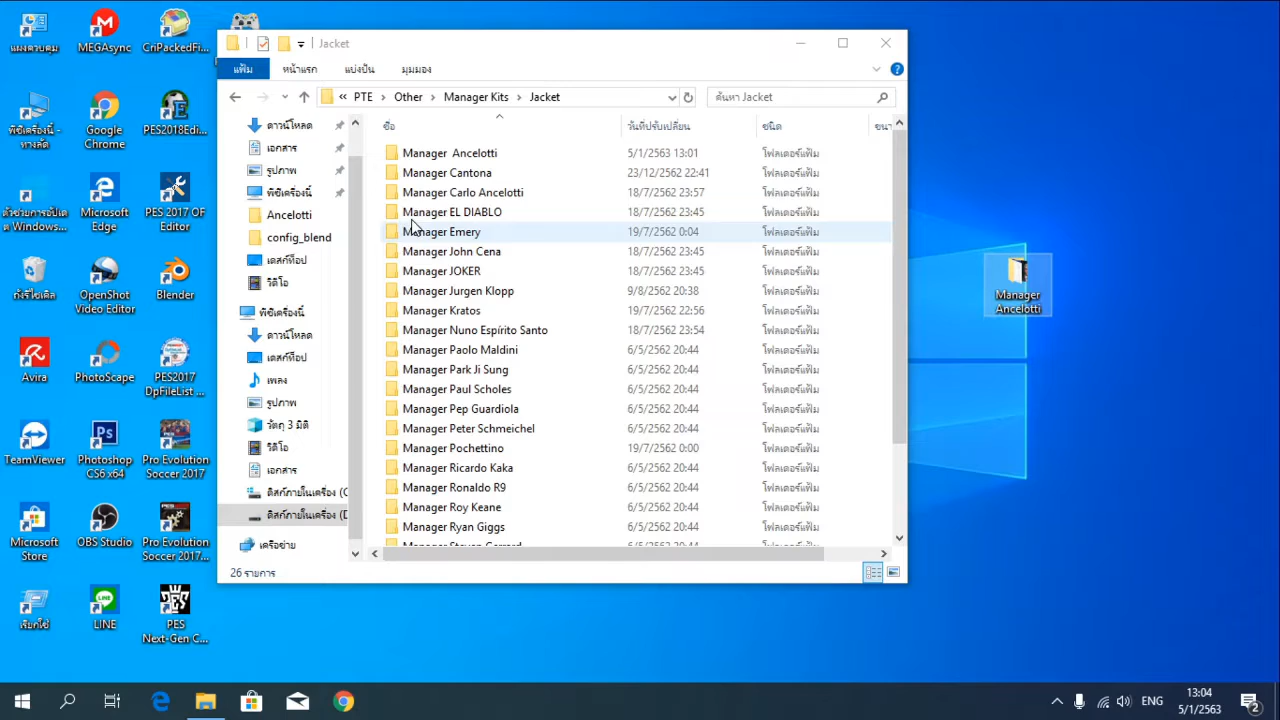 แผงควบคุม
MEGAsync
CriPackedFi...
พีซีเครื่องนี้ -
ทางลัด
Google
Chrome
PES2018Edi...
Microsoft
Edge
PES 2017 OF
Editor
ถังรีไซเคิล
OpenShot
Video Editor
Blender
Avira
PhotoScape
PES2017
DpFileList ...
TeamViewer
Photoshop
CS6 x64
Pro Evolution
Soccer 2017
Microsoft
Store
OBS Studio
Pro Evolution
Soccer 2017...
เรียกใช้
LINE
PES
Next-Gen C...
Jacket
แฟ้ม
หน้าแรก
แบ่งปัน
มุมมอง
PTE
Other
Manager Kits
Jacket
ค้นหา Jacket
ดาวน์โหลด
เอกสาร
รูปภาพ
พีซีเครื่องนี้
Ancelotti
config_blend
เดสก์ท็อป
วิดีโอ
พีซีเครื่องนี้
ดาวน์โหลด
เดสก์ท็อป
เพลง
รูปภาพ
วัตถุ 3 มิติ
วิดีโอ
เอกสาร
ดิสก์ภายในเครื่อง (C
ดิสก์ภายในเครื่อง (D
เครือข่าย
ชื่อ วันที่ปรับเปลี่ยน ชนิด ขนา
Manager  Ancelotti 5/1/2563 13:01 โฟลเดอร์แฟ้ม
Manager Cantona 23/12/2562 22:41 โฟลเดอร์แฟ้ม
Manager Carlo Ancelotti 18/7/2562 23:57 โฟลเดอร์แฟ้ม
Manager EL DIABLO 18/7/2562 23:45 โฟลเดอร์แฟ้ม
Manager Emery 19/7/2562 0:04 โฟลเดอร์แฟ้ม
Manager John Cena 18/7/2562 23:45 โฟลเดอร์แฟ้ม
Manager JOKER 18/7/2562 23:45 โฟลเดอร์แฟ้ม
Manager Jurgen Klopp 9/8/2562 20:38 โฟลเดอร์แฟ้ม
Manager Kratos 19/7/2562 22:56 โฟลเดอร์แฟ้ม
Manager Nuno Espírito Santo 18/7/2562 23:54 โฟลเดอร์แฟ้ม
Manager Paolo Maldini 6/5/2562 20:44 โฟลเดอร์แฟ้ม
Manager Park Ji Sung 6/5/2562 20:44 โฟลเดอร์แฟ้ม
Manager Paul Scholes 6/5/2562 20:44 โฟลเดอร์แฟ้ม
Manager Pep Guardiola 6/5/2562 20:44 โฟลเดอร์แฟ้ม
Manager Peter Schmeichel 6/5/2562 20:44 โฟลเดอร์แฟ้ม
Manager Pochettino 19/7/2562 0:00 โฟลเดอร์แฟ้ม
Manager Ricardo Kaka 6/5/2562 20:44 โฟลเดอร์แฟ้ม
Manager Ronaldo R9 6/5/2562 20:44 โฟลเดอร์แฟ้ม
Manager Roy Keane 6/5/2562 20:44 โฟลเดอร์แฟ้ม
Manager Ryan Giggs 6/5/2562 20:44 โฟลเดอร์แฟ้ม
26 รายการ
Manager
Ancelotti
ENG
13:04
5/1/2563
2